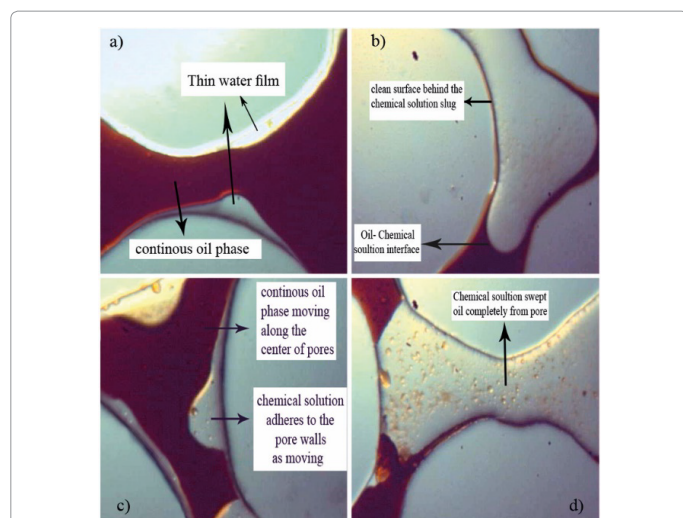 a)
Thin water film
continous oil phase
b)
clean surface behind the
chemical solution slug
Oil- Chemical
soultion interface
continous oil
phase moving
along the
center of pores
chemical solution
adheres to the
pore walls
as moving
c)
Chemical soultion swept
oil completely from pore
d)